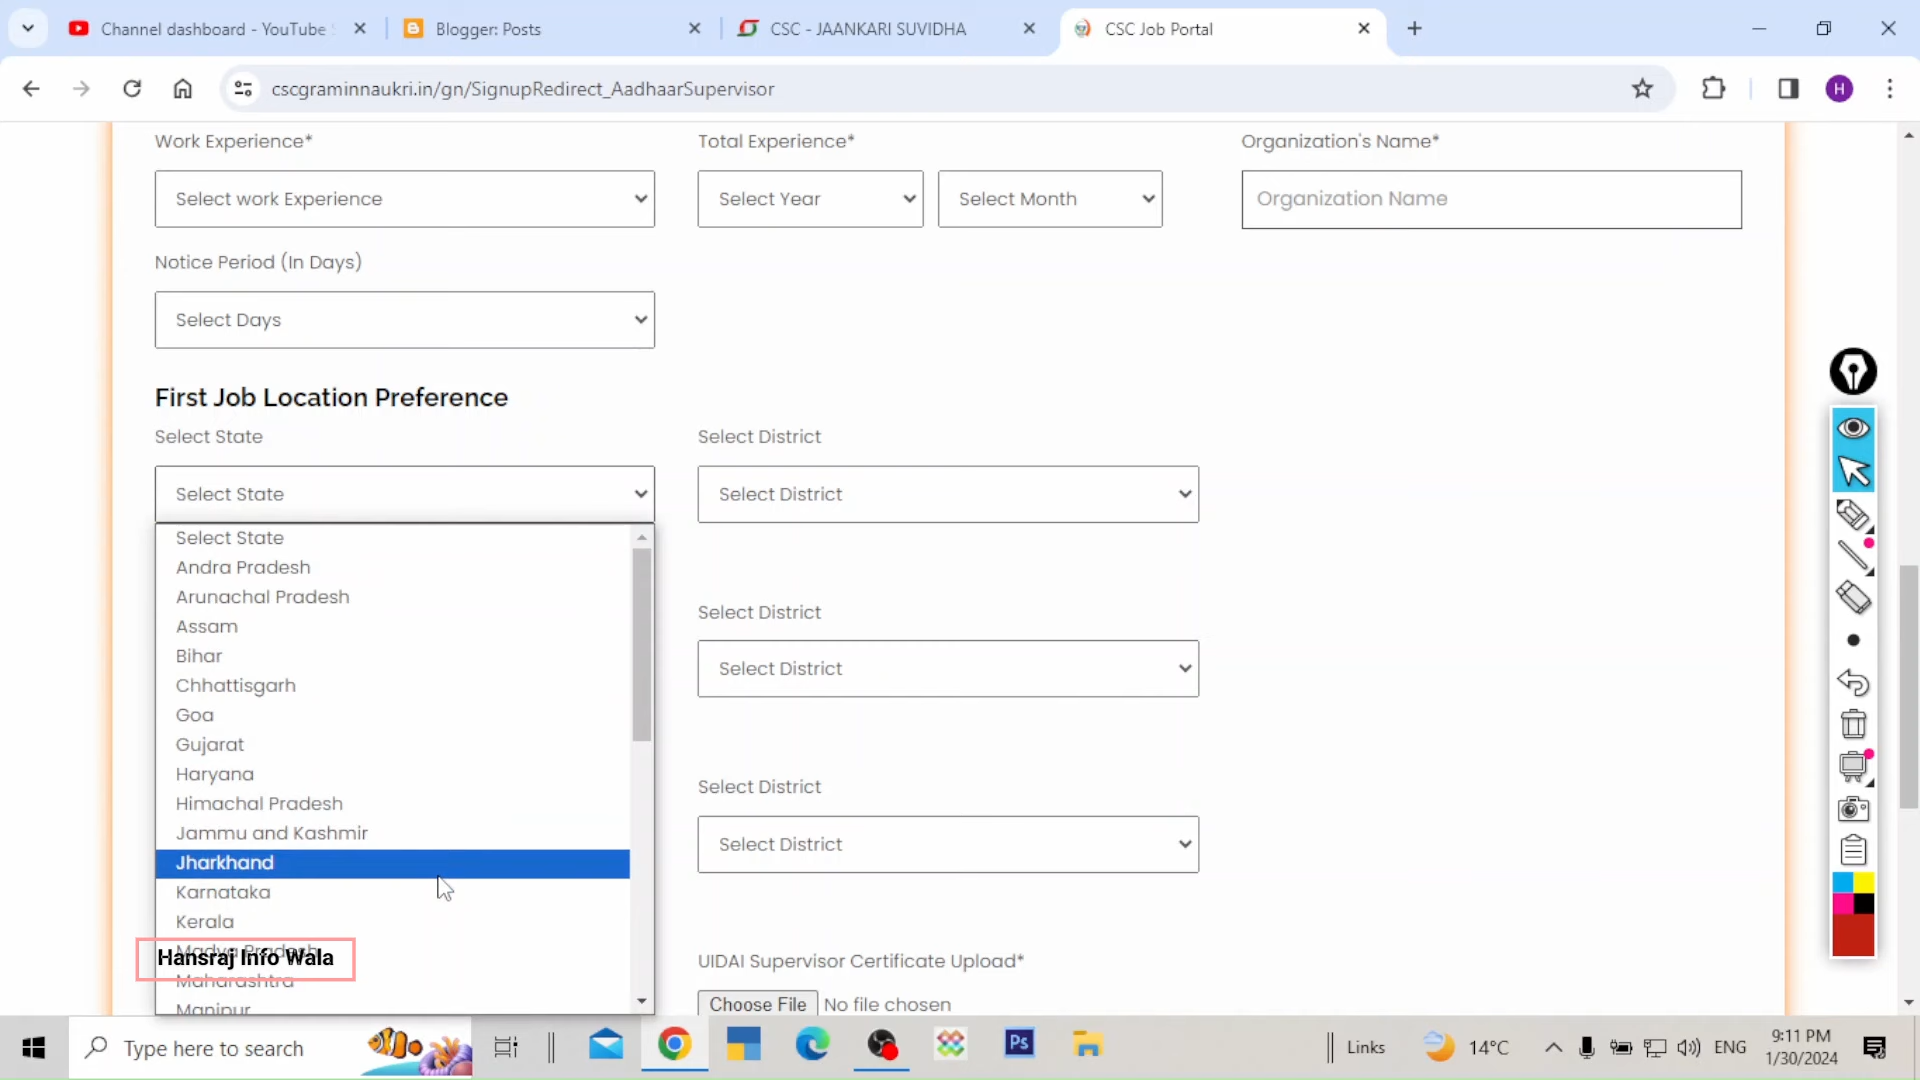 Channel dashboard - YouTube
Blogger: Posts
CSC - JAANKARI SUVIDHA
CSC Job Portal
cscgraminnaukri.in/gn/SignupRedirect_AadhaarSupervisor
H
Work Experience*
Total Experience*
Organization's Name*
Select work Experience
Select Year
Select Month
Organization Name
Notice Period (In Days)
Select Days
First Job Location Preference
Select State
Select District
Select State
Select District
Select State
Andra Pradesh
Arunachal Pradesh
Assam
Select District
Bihar
Select District
Chhattisgarh
Goa
Gujarat
Haryana
Select District
Himachal Pradesh
Jammu and Kashmir
Select District
Jharkhand
Karnataka
Kerala
Madya Pradesh
Hansraj Info Wala
UIDAI Supervisor Certificate Upload*
Maharashtra
Manipur
Choose File No file chosen
Type here to search
Ps
Links
14°C
ENG
9:11 PM
1/30/2024